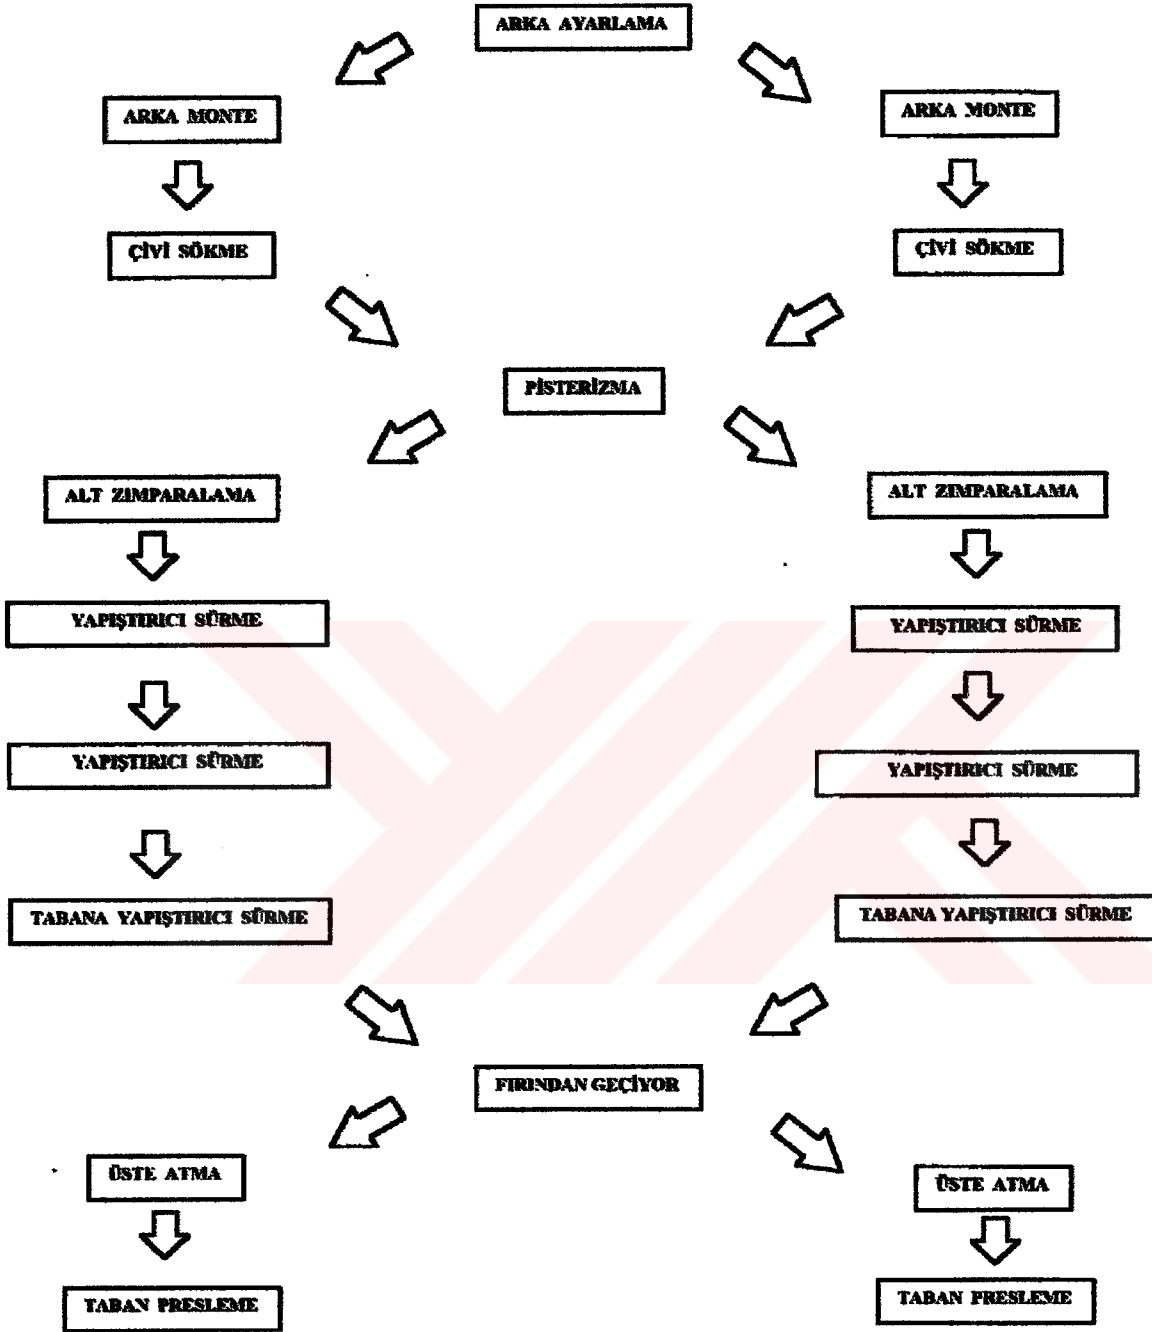 ARKA AYARLAMA
ARKA MONTE
ARKA MONTE
ÇİVİ SÖKME
ÇİVİ SÖKME
PİSTERİZMA
ALT ZIMPARALAMA
ALT ZIMPARALAMA
YAPIŞTIRICI SÜRME
YAPIŞTIRICI SÜRME
YAPIŞTIRICI SÜRME
YAPIŞTIRICI SÜRME
TABANA YAPIŞTIRICI SÜRME
TABANA YAPIŞTIRICI SÜRME
FIRINDAN GEÇİYOR
ÜSTE ATMA
ÜSTE ATMA
TABAN PRESLEME
TABAN PRESLEME